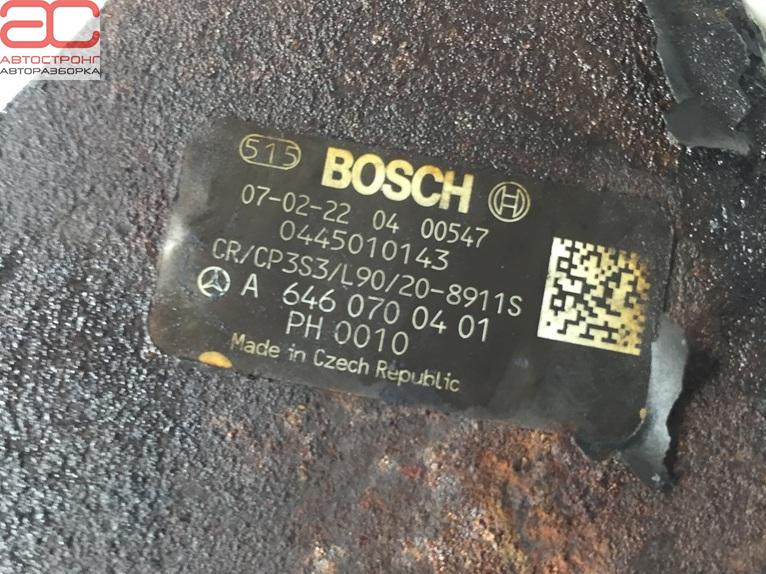 ac
АВТОСТРОНГ
АВТОРАЗБОРКА
515 BOSCH
07-02-22 04 00547
0445010143
CR/CP3S3/L90/20-8911S
A 646 070 04 01
PH 0010
Made in Czech Republic